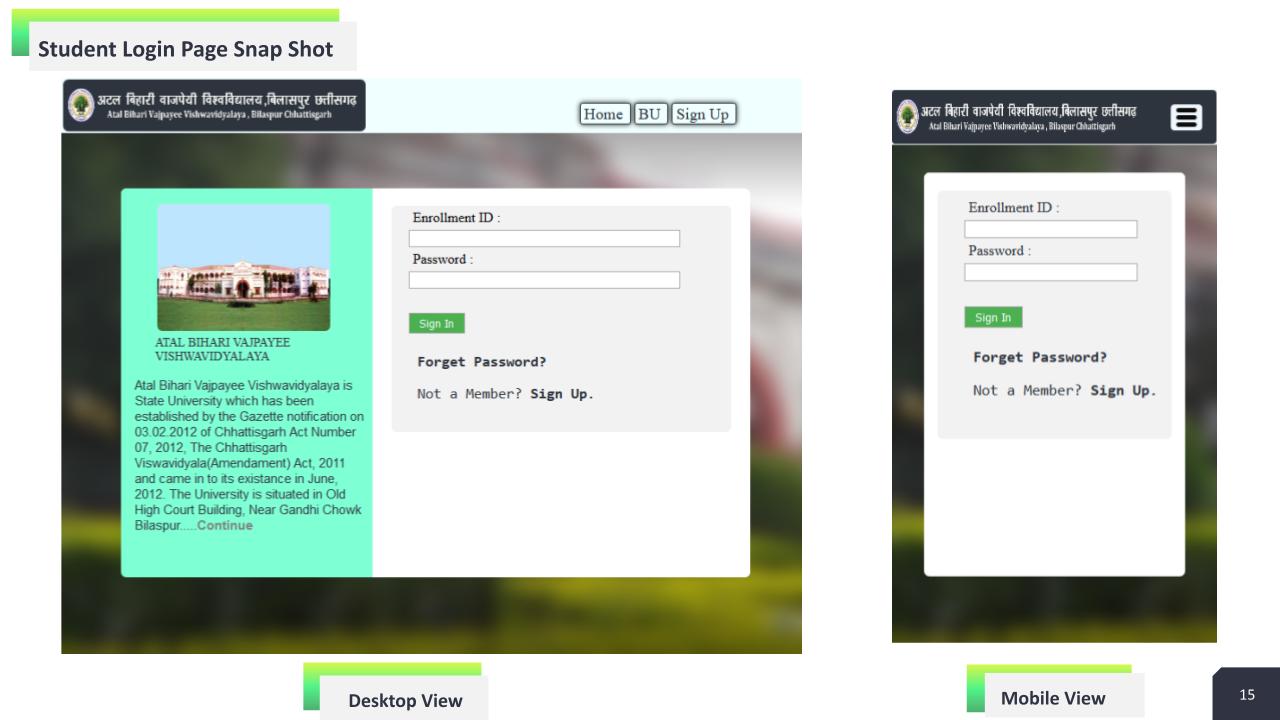 Student Login Page Snap Shot
अटल बिहारी वाजपेयी विश्वविद्यालय,बिलासपुर छत्तीसगढ़
Atal Bihari Vajpayee Vishwavidyalaya , Bilaspur Chhattisgarh
Home BU Sign Up
ATAL BIHARI VAJPAYEE
VISHWAVIDYALAYA
Atal Bihari Vajpayee Vishwavidyalaya is
State University which has been
established by the Gazette notification on
03.02.2012 of Chhattisgarh Act Number
07, 2012, The Chhattisgarh
Viswavidyala(Amendament) Act, 2011
and came in to its existance in June,
2012. The University is situated in Old
High Court Building, Near Gandhi Chowk
Bilaspur.....Continue
Enrollment ID :
Password :
Sign In
Forget Password?
Not a Member? Sign Up.
Desktop View
अटल बिहारी वाजपेयी विश्वविद्यालय,बिलासपुर छत्तीसगढ़
Atal Bihari Vajpayee Vishwavidyalaya , Bilaspur Chhattisgarh
Enrollment ID :
Password :
Sign In
Forget Password?
Not a Member? Sign Up.
Mobile View
15